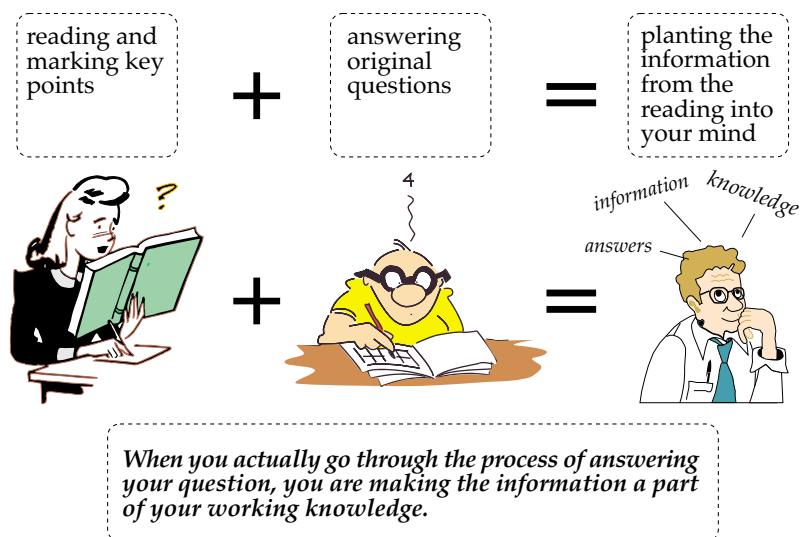 reading and
marking key
points
+
answering
original
questions
=
planting the
information
from the
reading into
your mind
?
+
4
=
information
knowledge
answers
When you actually go through the process of answering
your question, you are making the information a part
of your working knowledge.